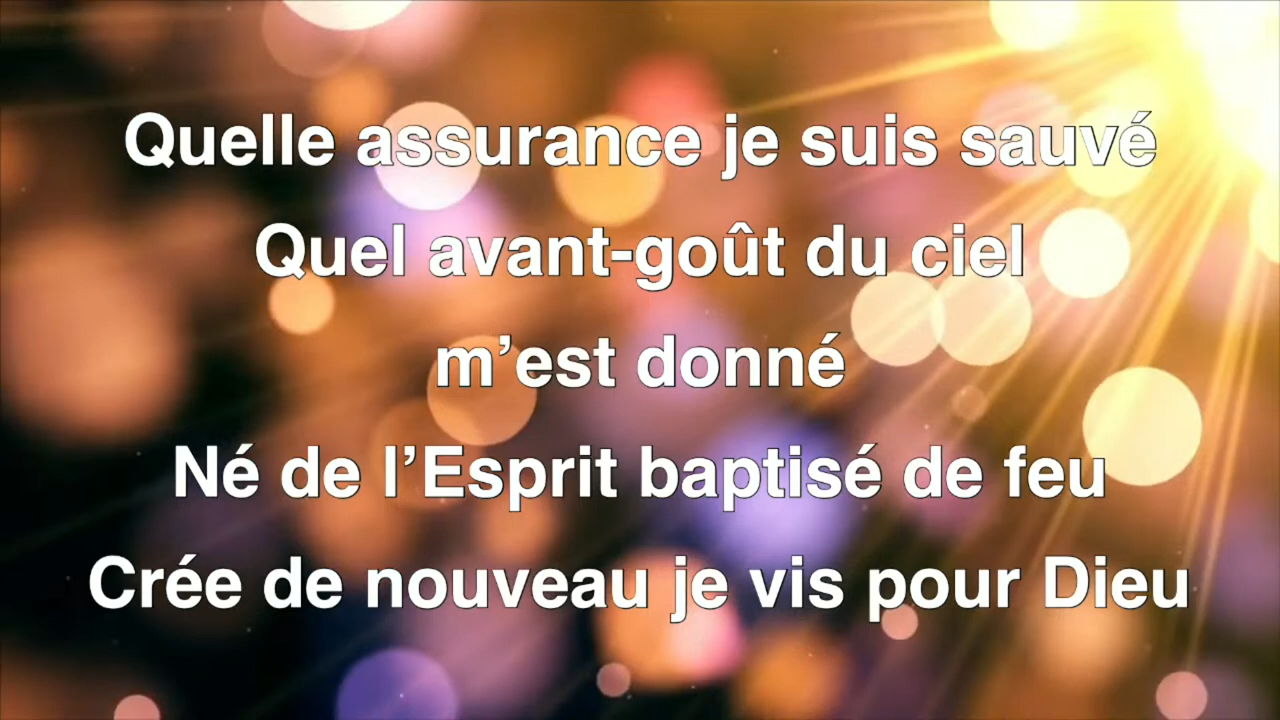 Quelle assurance je suis sauvé
Quel avant-goût du ciel
m’est donné
Né de l’Esprit baptisé de feu
Crée de nouveau je vis pour Dieu